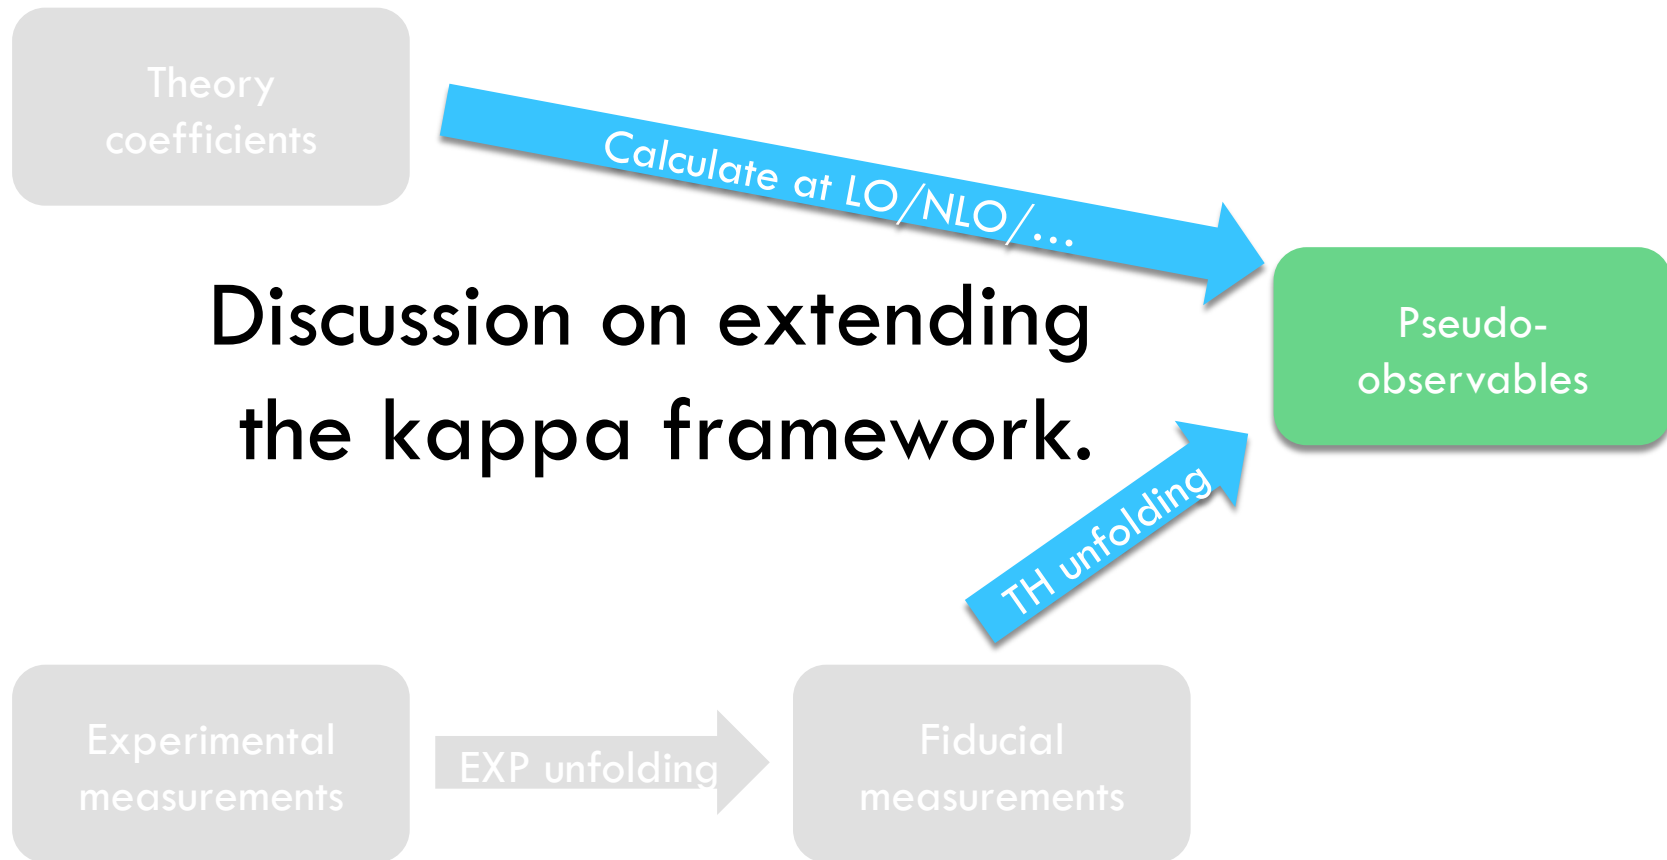 Theory
coefficients
Calculate at LO/NLO/...
Discussion on extending
the kappa framework.
Pseudo-
observables
TH unfolding
Experimental
measurements
EXP unfolding
Fiducial
measurements